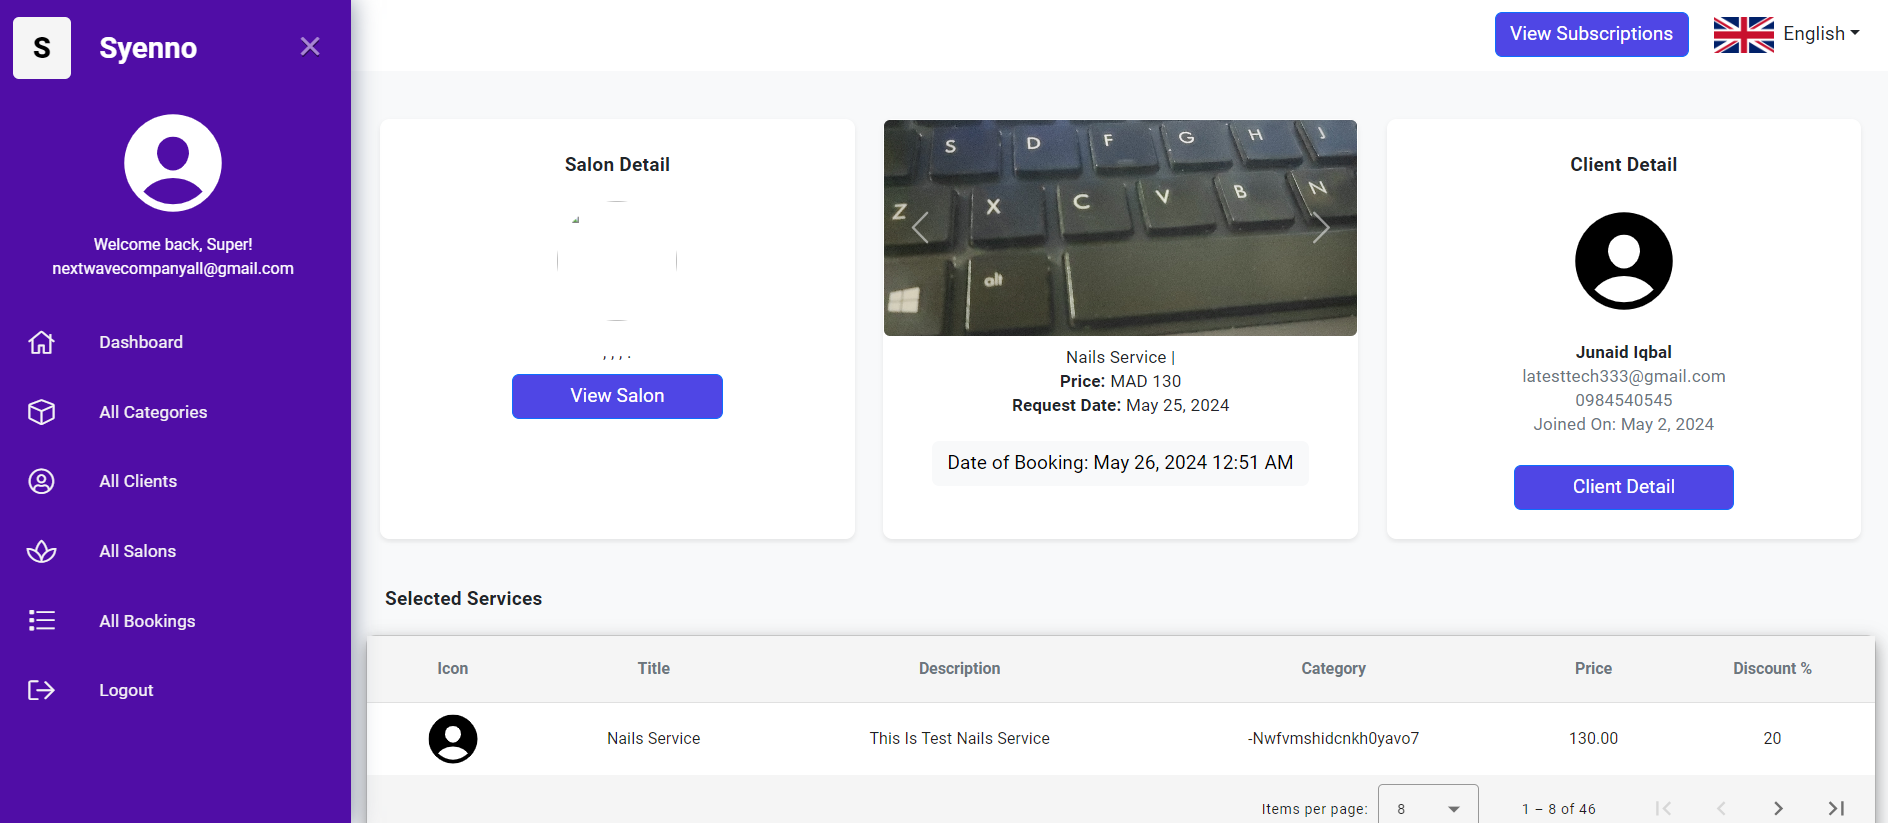 S
Syenno
Welcome back, Super!
nextwavecompanyall@gmail.com
Dashboard
All Categories
All Clients
All Salons
All Bookings
Logout
View Subscriptions
English
Salon Detail
, , , .
View Salon
S D F G H J
Z X C V B N
alt
Nails Service |
Price: MAD 130
Request Date: May 25, 2024
Date of Booking: May 26, 2024 12:51 AM
Client Detail
Junaid Iqbal
latesttech333@gmail.com
0984540545
Joined On: May 2, 2024
Client Detail
Selected Services
Icon Title Description Category Price Discount %
Nails Service This Is Test Nails Service -Nwfvmshidcnkh0yavo7 130.00 20
Items per page: 8 1 – 8 of 46